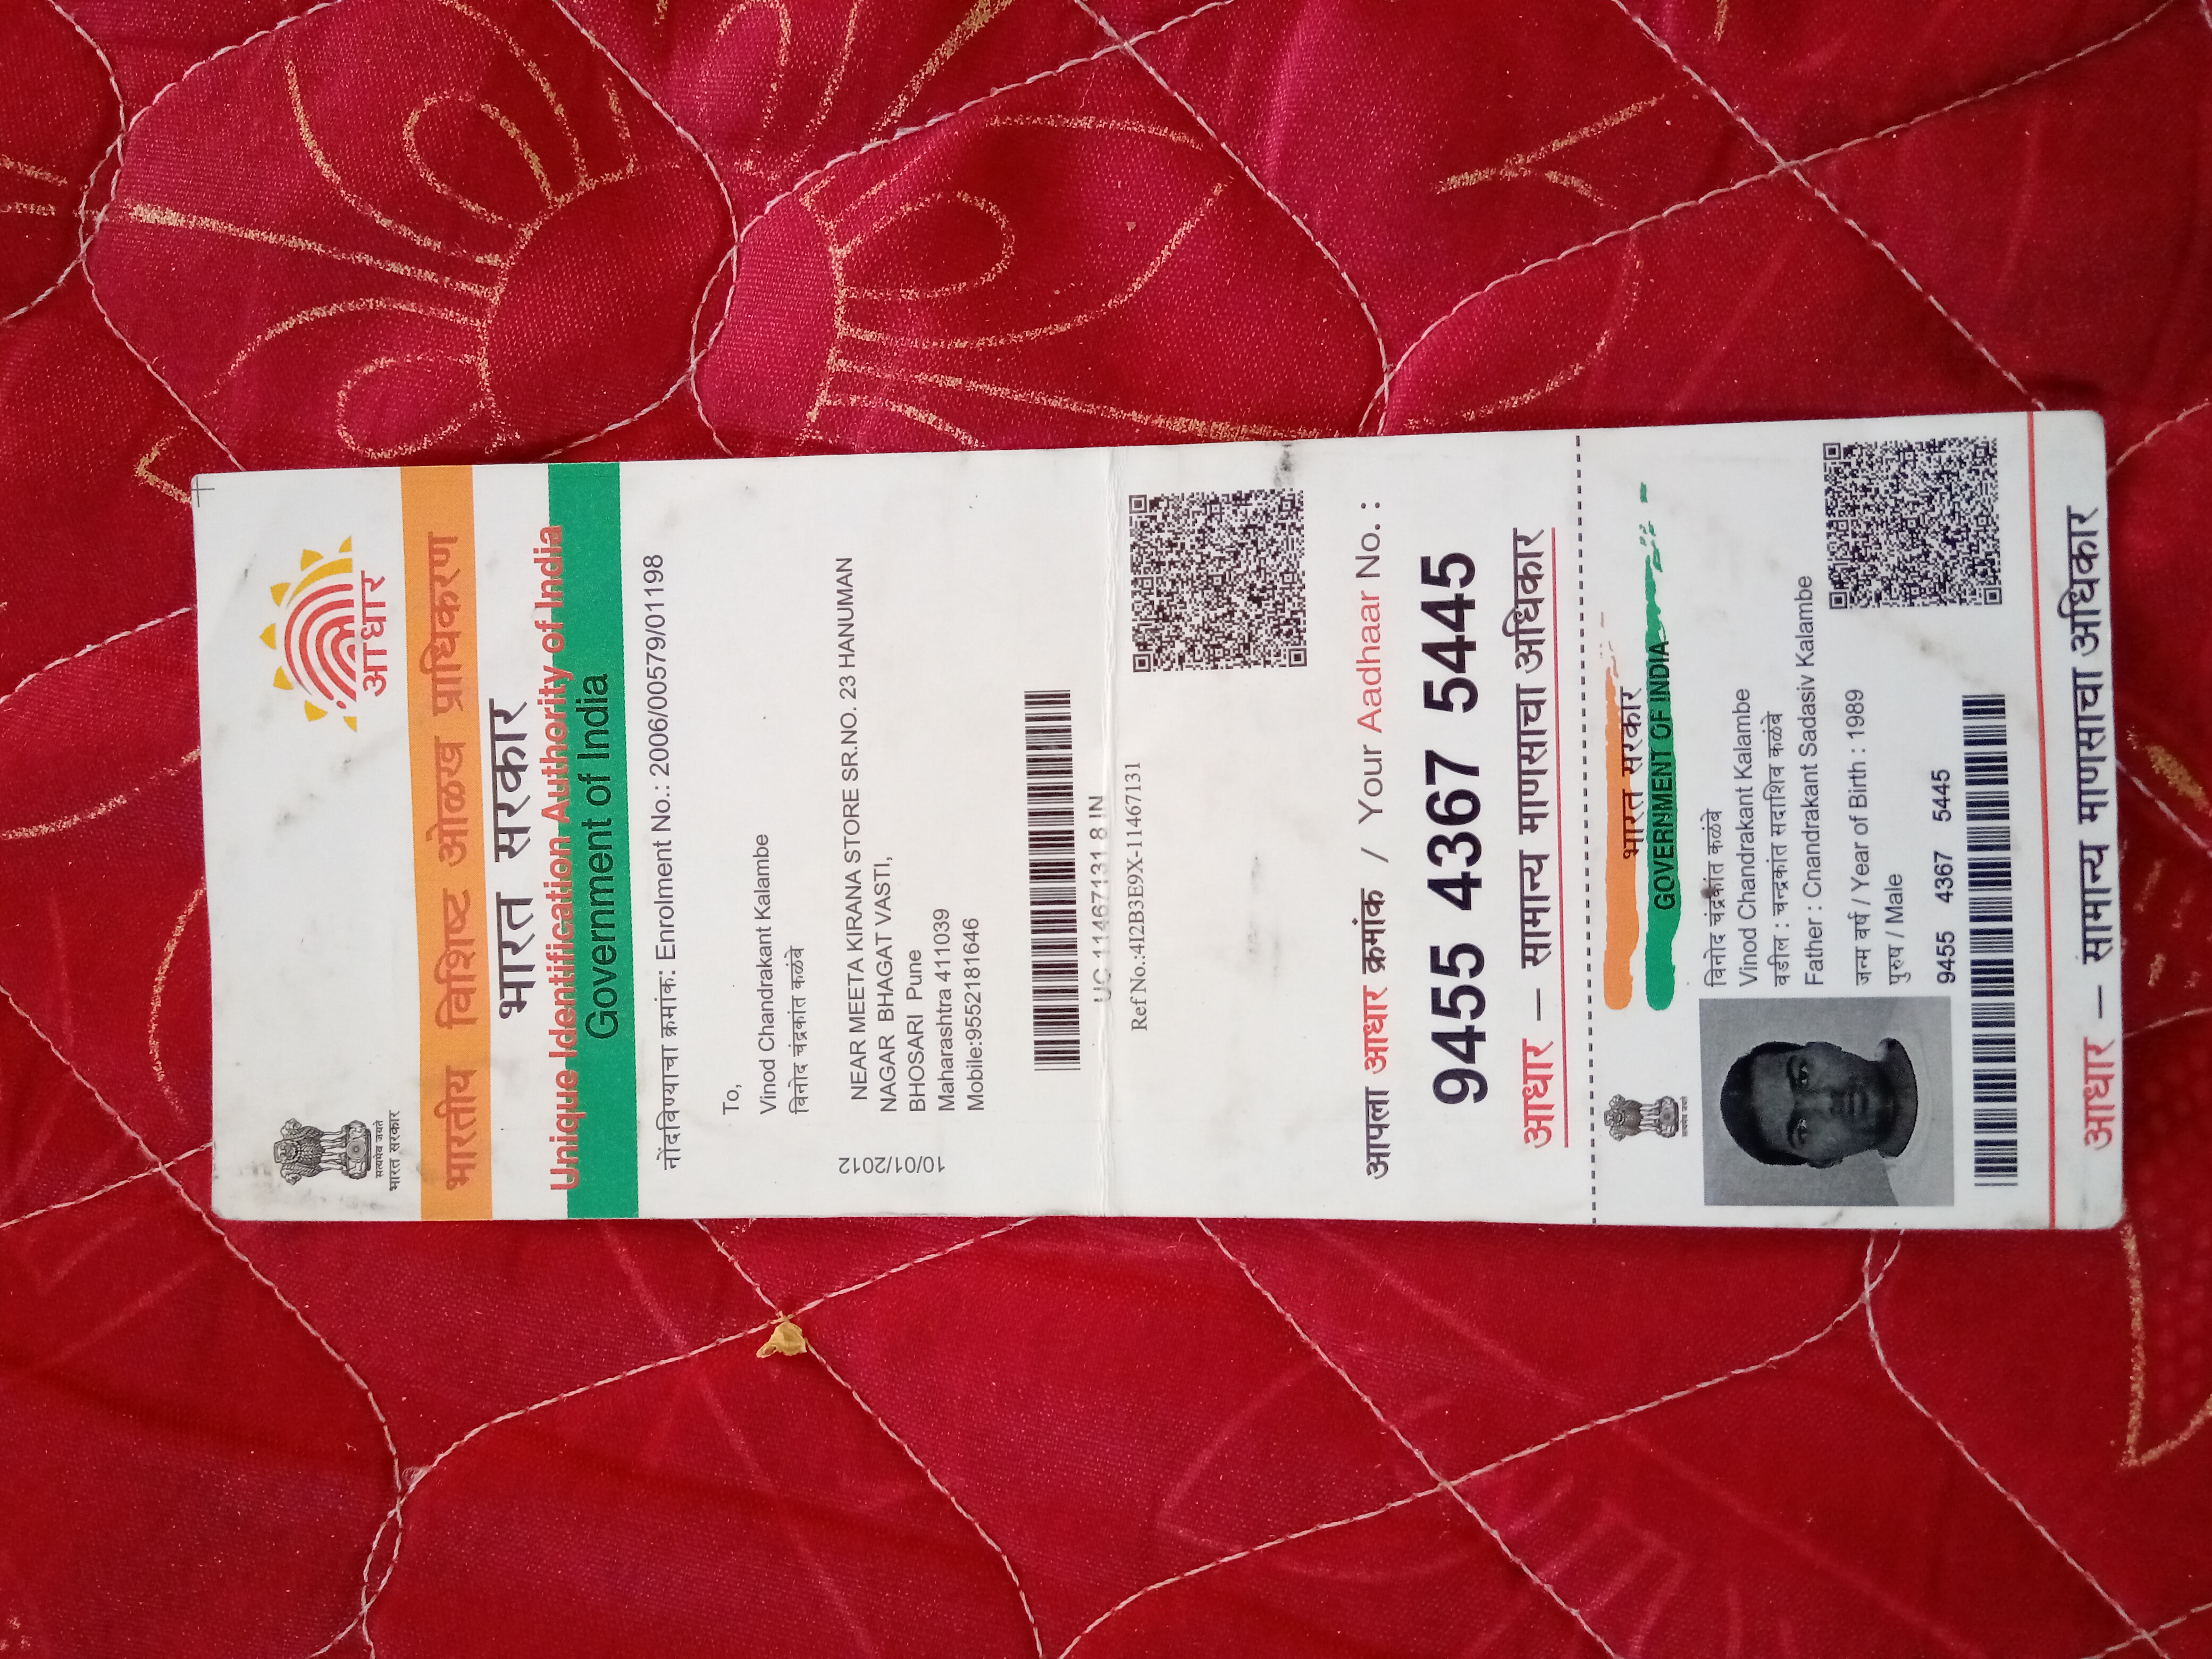 सत्यमेव जयते
भारत सरकार
आधार
भारतीय विशिष्ट ओळख प्राधिकरण
भारत सरकार
Unique Identification Authority of India
Government of India
नोंदविण्याचा क्रमांक: Enrolment No.: 2006/00579/01198
To,
Vinod Chandrakant Kalambe
विनोद चंद्रकांत कळंबे
NEAR MEETA KIRANA STORE SR.NO. 23 HANUMAN
NAGAR BHAGAT VASTI,
BHOSARI Pune
Maharashtra 411039
Mobile:9552181646
10/01/2012
UC 11467131 8 IN
Ref No.:4I2B3E9X-11467131
आपला आधार क्रमांक / Your Aadhaar No. :
9455 4367 5445
आधार – सामान्य माणसाचा अधिकार
सत्यमेव जयते
भारत सरकार
GOVERNMENT OF INDIA
विनोद चंद्रकांत कळंबे
Vinod Chandrakant Kalambe
वडील : चन्द्रकांत सदाशिव कळंबे
Father : Cnandrakant Sadasiv Kalambe
जन्म वर्ष / Year of Birth : 1989
पुरुष / Male
9455 4367 5445
आधार – सामान्य माणसाचा अधिकार